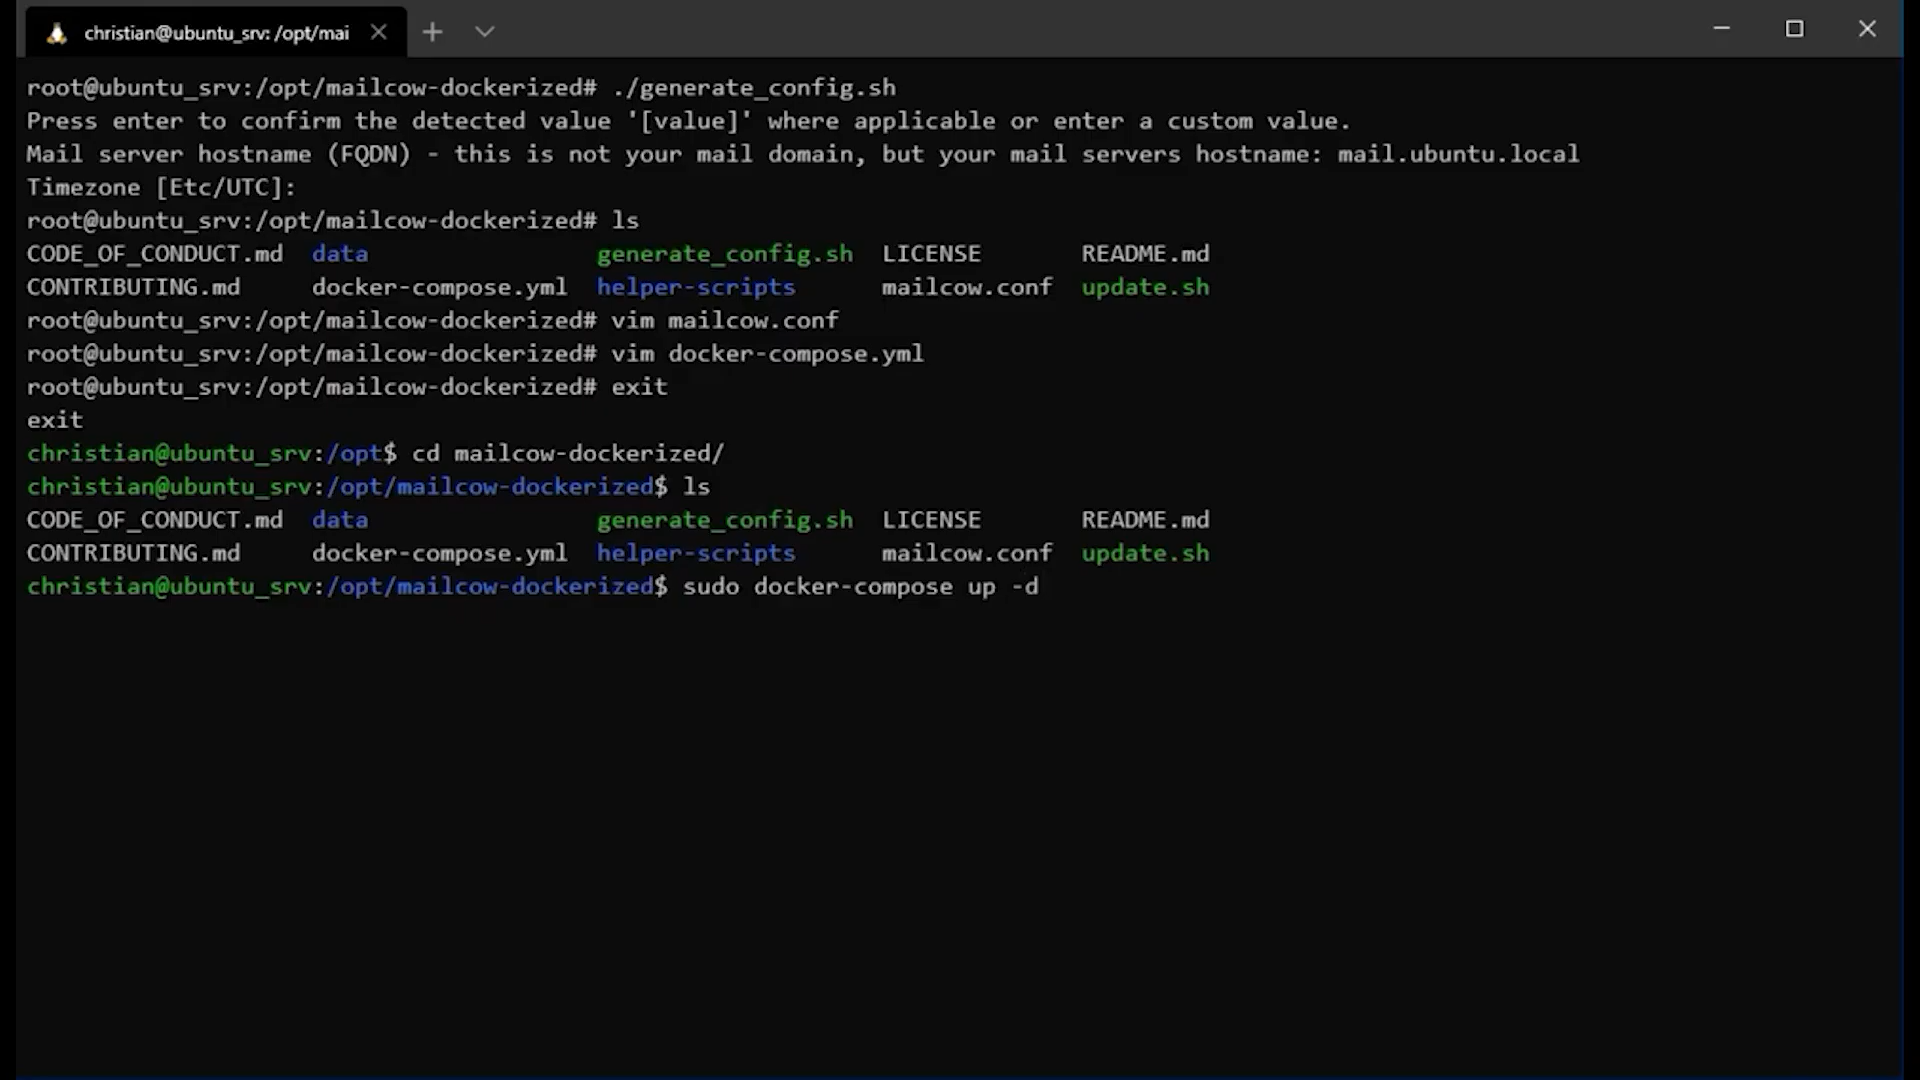 christian@ubuntu_srv: /opt/mai
root@ubuntu_srv:/opt/mailcow-dockerized# ./generate_config.sh
Press enter to confirm the detected value '[value]' where applicable or enter a custom value.
Mail server hostname (FQDN) - this is not your mail domain, but your mail servers hostname: mail.ubuntu.local
Timezone [Etc/UTC]:
root@ubuntu_srv:/opt/mailcow-dockerized# ls
CODE_OF_CONDUCT.md  data                generate_config.sh  LICENSE       README.md
CONTRIBUTING.md     docker-compose.yml  helper-scripts      mailcow.conf  update.sh
root@ubuntu_srv:/opt/mailcow-dockerized# vim mailcow.conf
root@ubuntu_srv:/opt/mailcow-dockerized# vim docker-compose.yml
root@ubuntu_srv:/opt/mailcow-dockerized# exit
exit
christian@ubuntu_srv:/opt$ cd mailcow-dockerized/
christian@ubuntu_srv:/opt/mailcow-dockerized$ ls
CODE_OF_CONDUCT.md  data                generate_config.sh  LICENSE       README.md
CONTRIBUTING.md     docker-compose.yml  helper-scripts      mailcow.conf  update.sh
christian@ubuntu_srv:/opt/mailcow-dockerized$ sudo docker-compose up -d